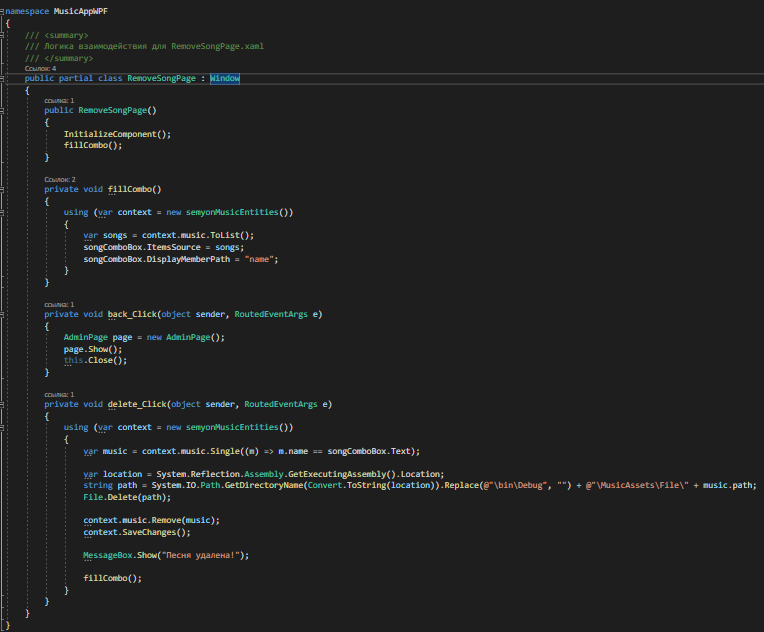 namespace MusicAppWPF
{
/// <summary>
/// Логика взаимодействия для RemoveSongPage.xaml
/// </summary>
Ссылок: 4
public partial class RemoveSongPage : Window
{
ссылка: 1
public RemoveSongPage()
{
InitializeComponent();
fillCombo();
}
Ссылок: 2
private void fillCombo()
{
using (var context = new semyonMusicEntities())
{
var songs = context.music.ToList();
songComboBox.ItemsSource = songs;
songComboBox.DisplayMemberPath = "name";
}
}
ссылка: 1
private void back_Click(object sender, RoutedEventArgs e)
{
AdminPage page = new AdminPage();
page.Show();
this.Close();
}
ссылка: 1
private void delete_Click(object sender, RoutedEventArgs e)
{
using (var context = new semyonMusicEntities())
{
var music = context.music.Single((m) => m.name == songComboBox.Text);
var location = System.Reflection.Assembly.GetExecutingAssembly().Location;
string path = System.IO.Path.GetDirectoryName(Convert.ToString(location)).Replace(@"\bin\Debug", "") + @"\MusicAssets\File\" + music.path;
File.Delete(path);
context.music.Remove(music);
context.SaveChanges();
MessageBox.Show("Песня удалена!");
fillCombo();
}
}
}
}